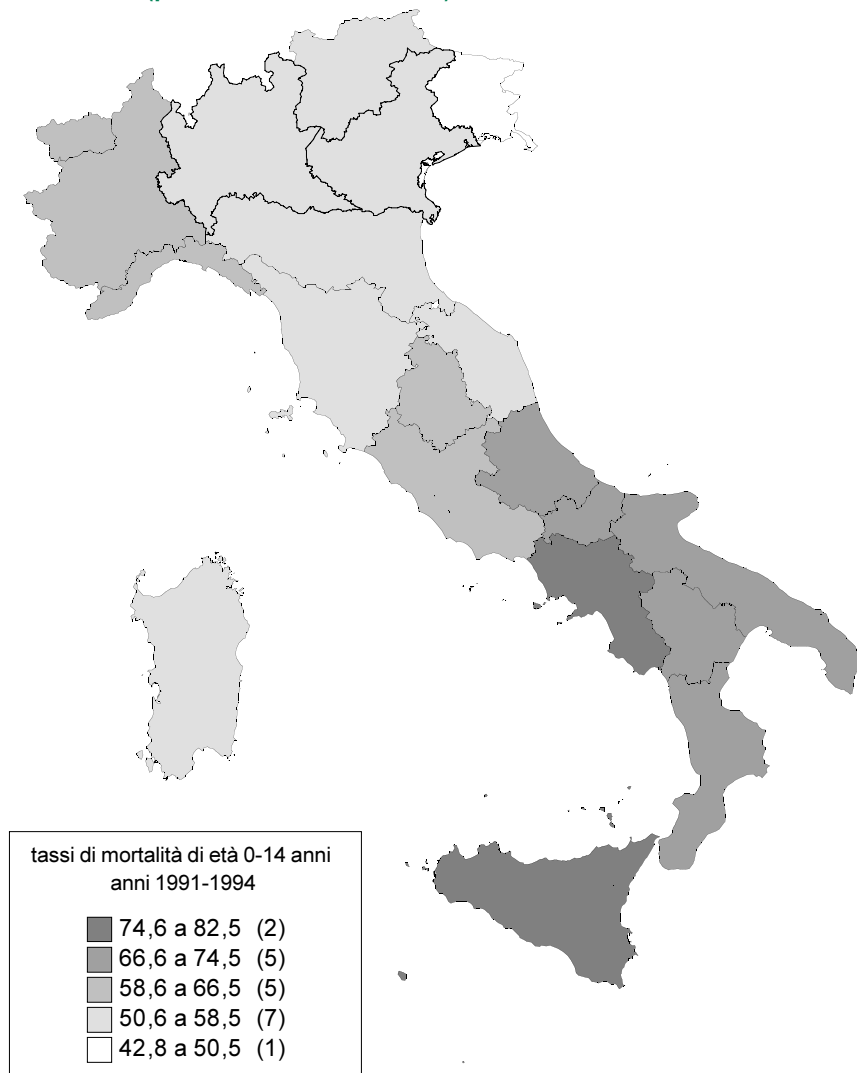 tassi di mortalità di età 0-14 anni
anni 1991-1994
74,6 a 82,5 (2)
66,6 a 74,5 (5)
58,6 a 66,5 (5)
50,6 a 58,5 (7)
42,8 a 50,5 (1)